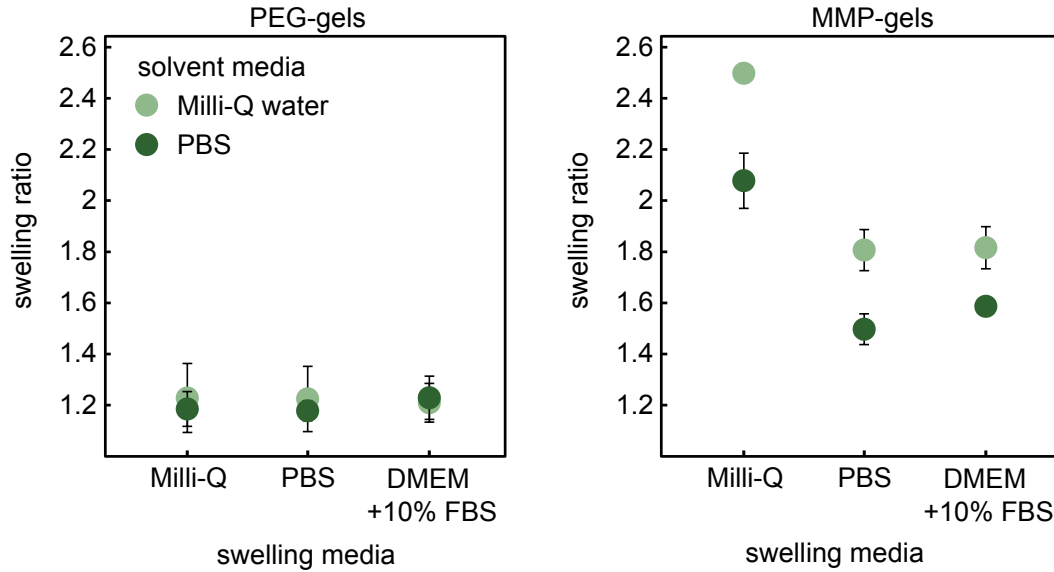 PEG-gels
2.6
2.4
2.2
2
1.8
1.6
1.4
1.2
swelling ratio
solvent media
Milli-Q water
PBS
Milli-Q
PBS
DMEM
+10% FBS
swelling media
MMP-gels
2.6
2.4
2.2
2
1.8
1.6
1.4
1.2
swelling ratio
Milli-Q
PBS
DMEM
+10% FBS
swelling media